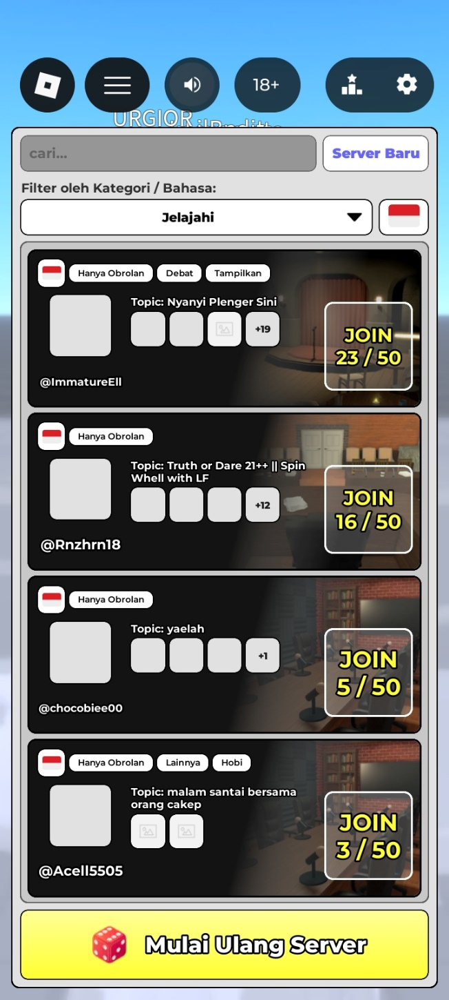 18+
URGIOR
cari...
Server Baru
Filter oleh Kategori / Bahasa:
Jelajahi
Hanya Obrolan
Debat
Tampilkan
Topic: Nyanyi Plenger Sini
+19
JOIN
23 / 50
@ImmatureEll
Hanya Obrolan
Topic: Truth or Dare 21++ || Spin
Whell with LF
+12
JOIN
16 / 50
@Rnzhrn18
Hanya Obrolan
Topic: yaelah
+1
JOIN
5 / 50
@chocobiee00
Hanya Obrolan
Lainnya
Hobi
Topic: malam santai bersama
orang cakep
JOIN
3 / 50
@Acell5505
Mulai Ulang Server